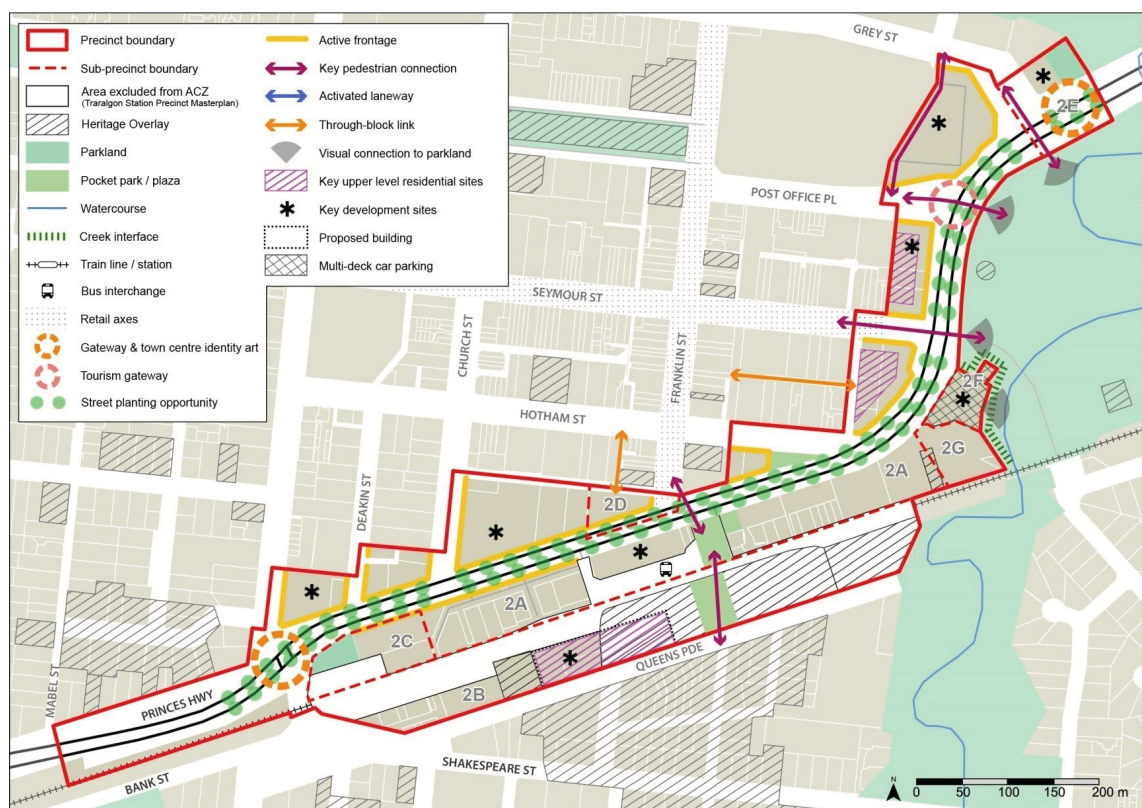 Precinct boundary
Sub-precinct boundary
Area excluded from ACZ
(Traralgon Station Precinct Masterplan)
Heritage Overlay
Parkland
Pocket park / plaza
Watercourse
Creek interface
Train line / station
Bus interchange
Retail axes
Gateway & town centre identity art
Tourism gateway
Street planting opportunity
Active frontage
Key pedestrian connection
Activated laneway
Through-block link
Visual connection to parkland
Key upper level residential sites
Key development sites
Proposed building
Multi-deck car parking
GREY ST
2E
POST OFFICE PL
SEYMOUR ST
CHURCH ST
FRANKLIN ST
HOTHAM ST
2F
2G
2A
DEAKIN ST
2D
2A
2C
2B
QUEENS PDE
MABEL ST
PRINCES HWY
BANK ST
SHAKESPEARE ST
N
0 50 100 150 200 m